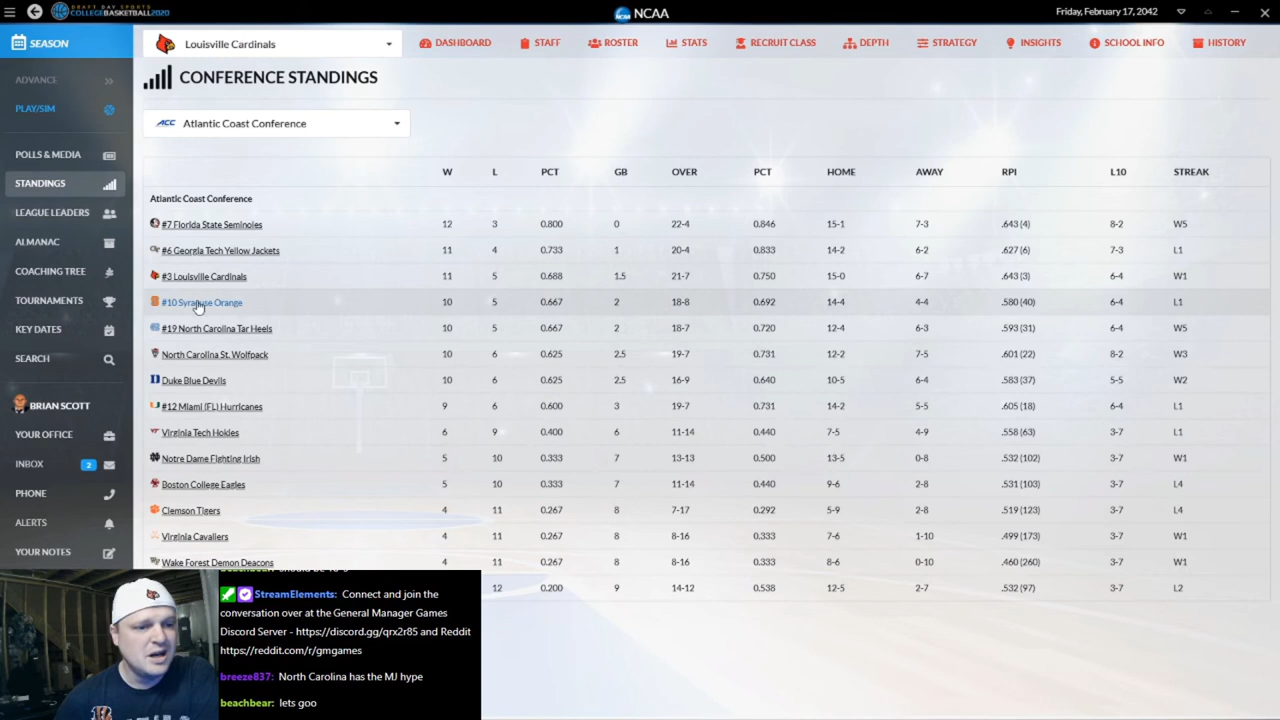 DRAFT DAY SPORTS
COLLEGE BASKETBALL 2020
NCAA
Friday, February 17, 2042
SEASON
Louisville Cardinals
DASHBOARD STAFF ROSTER STATS RECRUIT CLASS DEPTH STRATEGY INSIGHTS SCHOOL INFO HISTORY
ADVANCE
PLAY/SIM
POLLS & MEDIA
STANDINGS
LEAGUE LEADERS
ALMANAC
COACHING TREE
TOURNAMENTS
KEY DATES
SEARCH
BRIAN SCOTT
YOUR OFFICE
INBOX 2
PHONE
ALERTS
YOUR NOTES
CONFERENCE STANDINGS
ACC Atlantic Coast Conference
W L PCT GB OVER PCT HOME AWAY RPI L10 STREAK
Atlantic Coast Conference
#7 Florida State Seminoles 12 3 0.800 0 22-4 0.846 15-1 7-3 .643 (4) 8-2 W5
#6 Georgia Tech Yellow Jackets 11 4 0.733 1 20-4 0.833 14-2 6-2 .627 (6) 7-3 L1
#3 Louisville Cardinals 11 5 0.688 1.5 21-7 0.750 15-0 6-7 .643 (3) 6-4 W1
#10 Syracuse Orange 10 5 0.667 2 18-8 0.692 14-4 4-4 .580 (40) 6-4 L1
#19 North Carolina Tar Heels 10 5 0.667 2 18-7 0.720 12-4 6-3 .593 (31) 6-4 W5
North Carolina St. Wolfpack 10 6 0.625 2.5 19-7 0.731 12-2 7-5 .601 (22) 8-2 W3
Duke Blue Devils 10 6 0.625 2.5 16-9 0.640 10-5 6-4 .583 (37) 5-5 W2
#12 Miami (FL) Hurricanes 9 6 0.600 3 19-7 0.731 14-2 5-5 .605 (18) 6-4 L1
Virginia Tech Hokies 6 9 0.400 6 11-14 0.440 7-5 4-9 .558 (63) 3-7 L1
Notre Dame Fighting Irish 5 10 0.333 7 13-13 0.500 13-5 0-8 .532 (102) 3-7 W1
Boston College Eagles 5 10 0.333 7 11-14 0.440 9-6 2-8 .531 (103) 3-7 L4
Clemson Tigers 4 11 0.267 8 7-17 0.292 5-9 2-8 .519 (123) 3-7 L4
Virginia Cavaliers 4 11 0.267 8 8-16 0.333 7-6 1-10 .499 (173) 3-7 W1
Wake Forest Demon Deacons 4 11 0.267 8 8-16 0.333 8-6 0-10 .460 (260) 3-7 W1
12 0.200 9 14-12 0.538 2-7 .532 (97) 3-7 L2
StreamElements: Connect and join the
conversation over at the General Manager Games
Discord Server - https://discord.gg/qrx2r85 and Reddit
https://reddit.com/r/gmgames
breeze837: North Carolina has the MJ hype
beachbear: lets goo